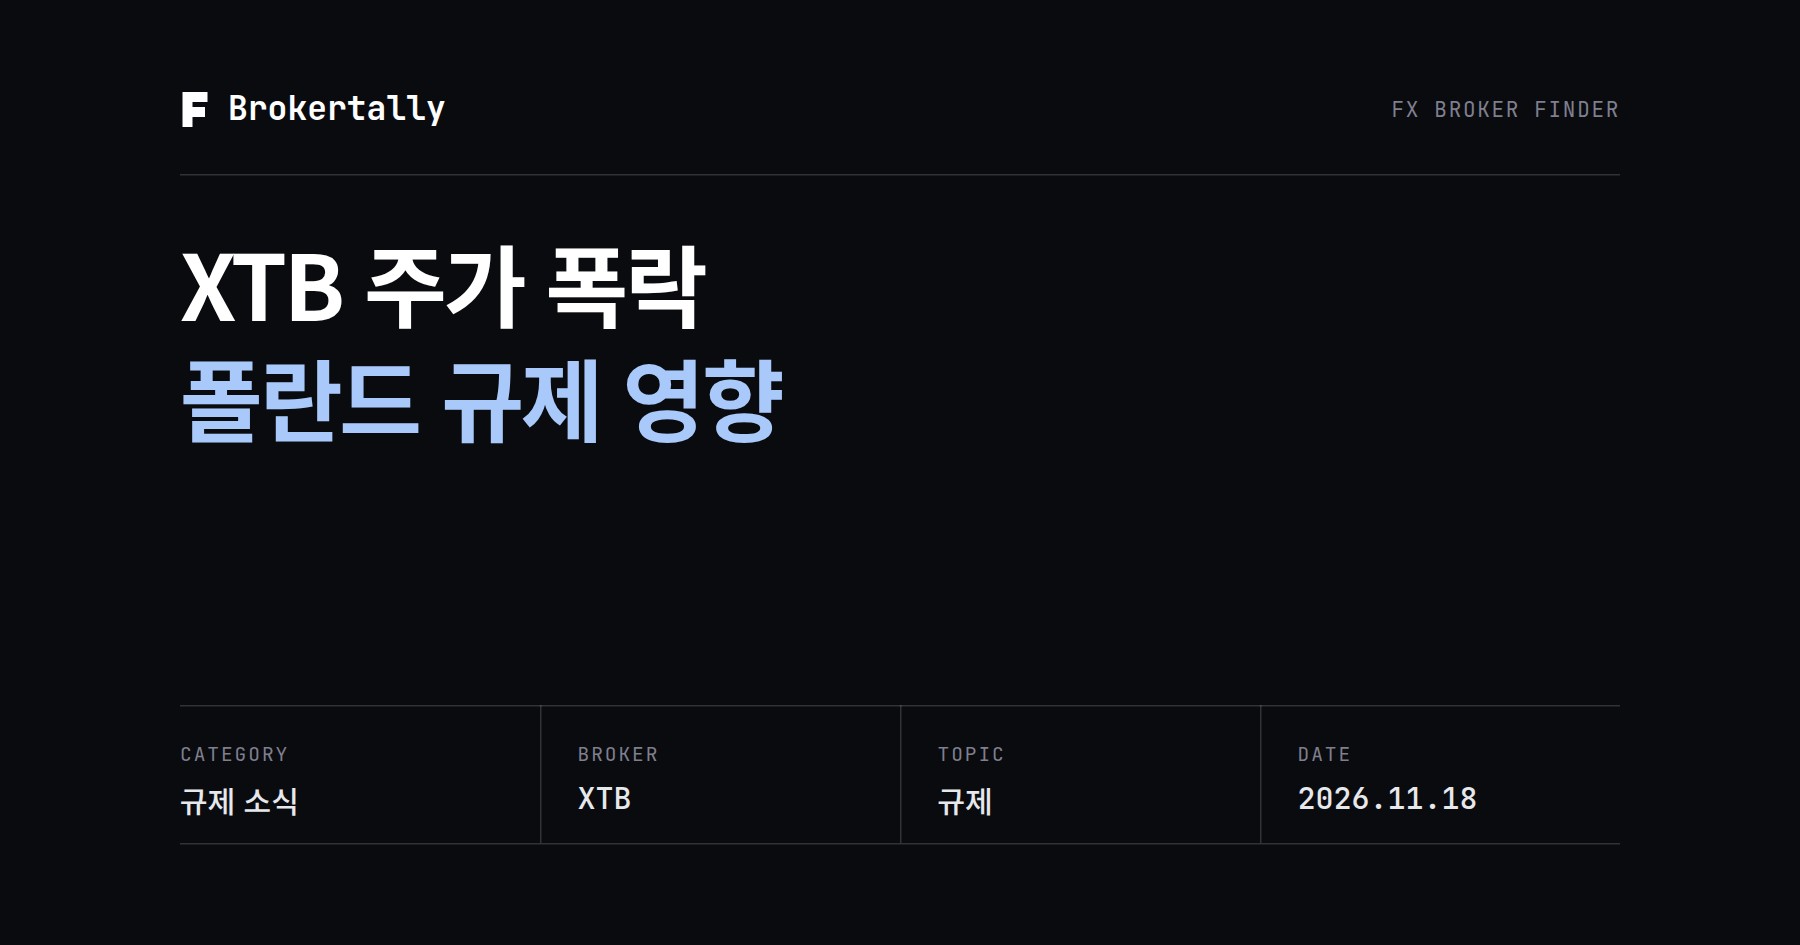 Brokertally
FX BROKER FINDER
XTB 주가 폭락
폴란드 규제 영향
CATEGORY
규제 소식
BROKER
XTB
TOPIC
규제
DATE
2026.11.18